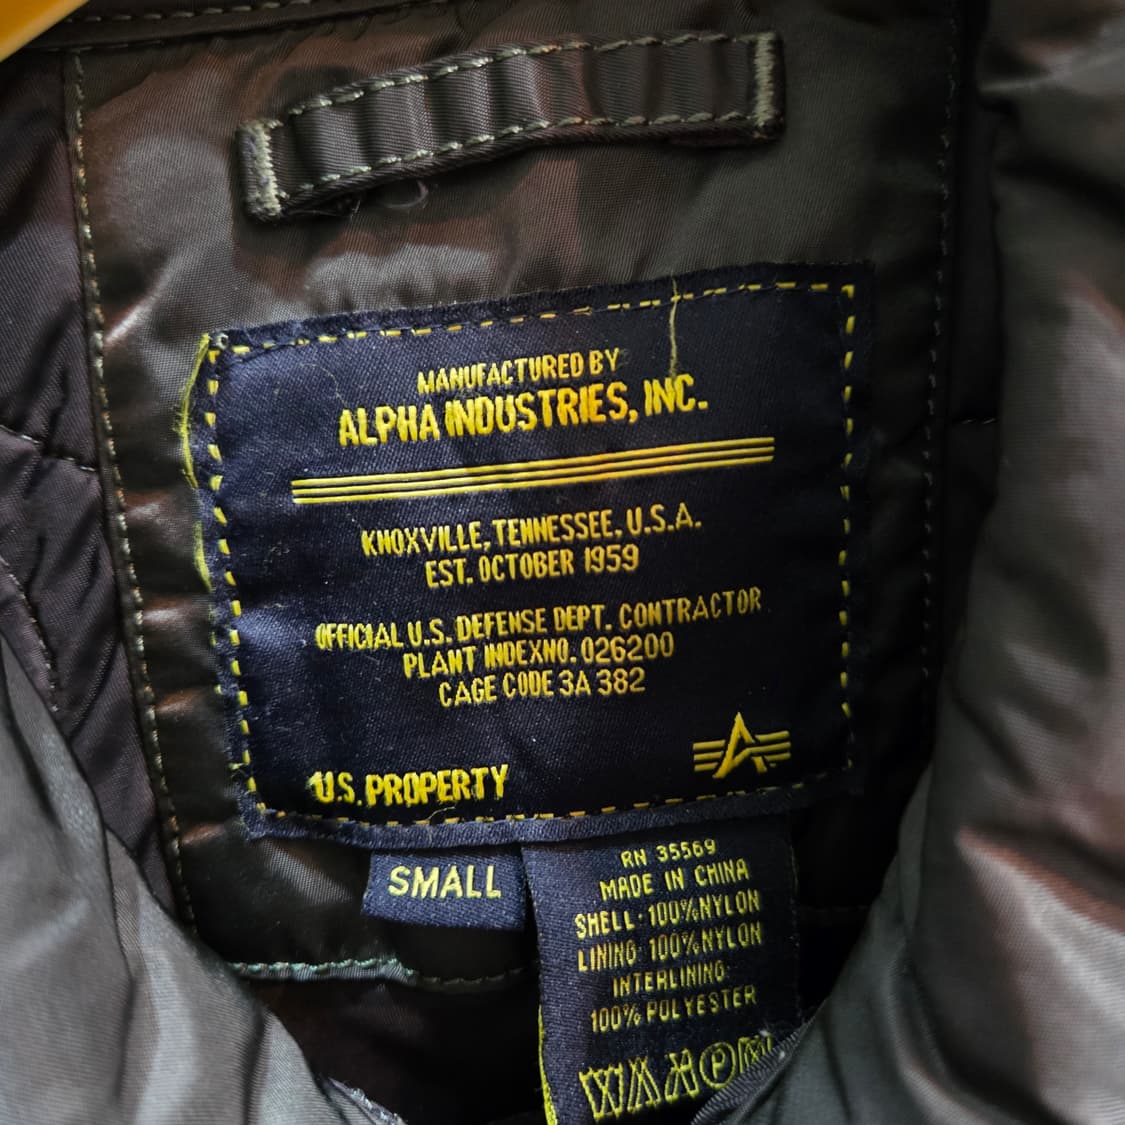 MANUFACTURED BY
ALPHA INDUSTRIES, INC.
KNOXVILLE, TENNESSEE, U.S.A.
EST. OCTOBER 1959
OFFICIAL U.S. DEFENSE DEPT. CONTRACTOR
PLANT INDEXNO. 026200
CAGE CODE 3A 382
U.S. PROPERTY
SMALL
RN 35569
MADE IN CHINA
SHELL: 100%NYLON
LINING: 100%NYLON
INTERLINING:
100% POLYESTER